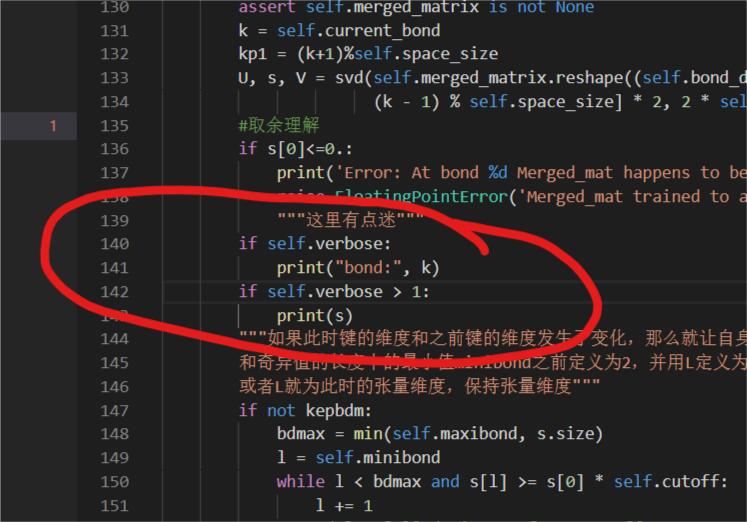 130 assert self.merged_matrix is not None
131 k = self.current_bond
132 kp1 = (k+1)%self.space_size
133 U, s, V = svd(self.merged_matrix.reshape((self.bond_d
134 (k - 1) % self.space_size] * 2, 2 * sel
1 135 #取余理解
136 if s[0]<=0.:
137 print('Error: At bond %d Merged_mat happens to be
138 FloatingPointError('Merged_mat trained to a
139 """这里有点迷"""
140 if self.verbose:
141 print("bond:", k)
142 if self.verbose > 1:
143 print(s)
144 """如果此时键的维度和之前键的维度发生了变化，那么就让自身
145 和奇异值的长度中的最小值minibond之前定义为2，并用L定义为
146 或者L就为此时的张量维度，保持张量维度"""
147 if not kepbdm:
148 bdmax = min(self.maxibond, s.size)
149 l = self.minibond
150 while l < bdmax and s[l] >= s[0] * self.cutoff:
151 l += 1